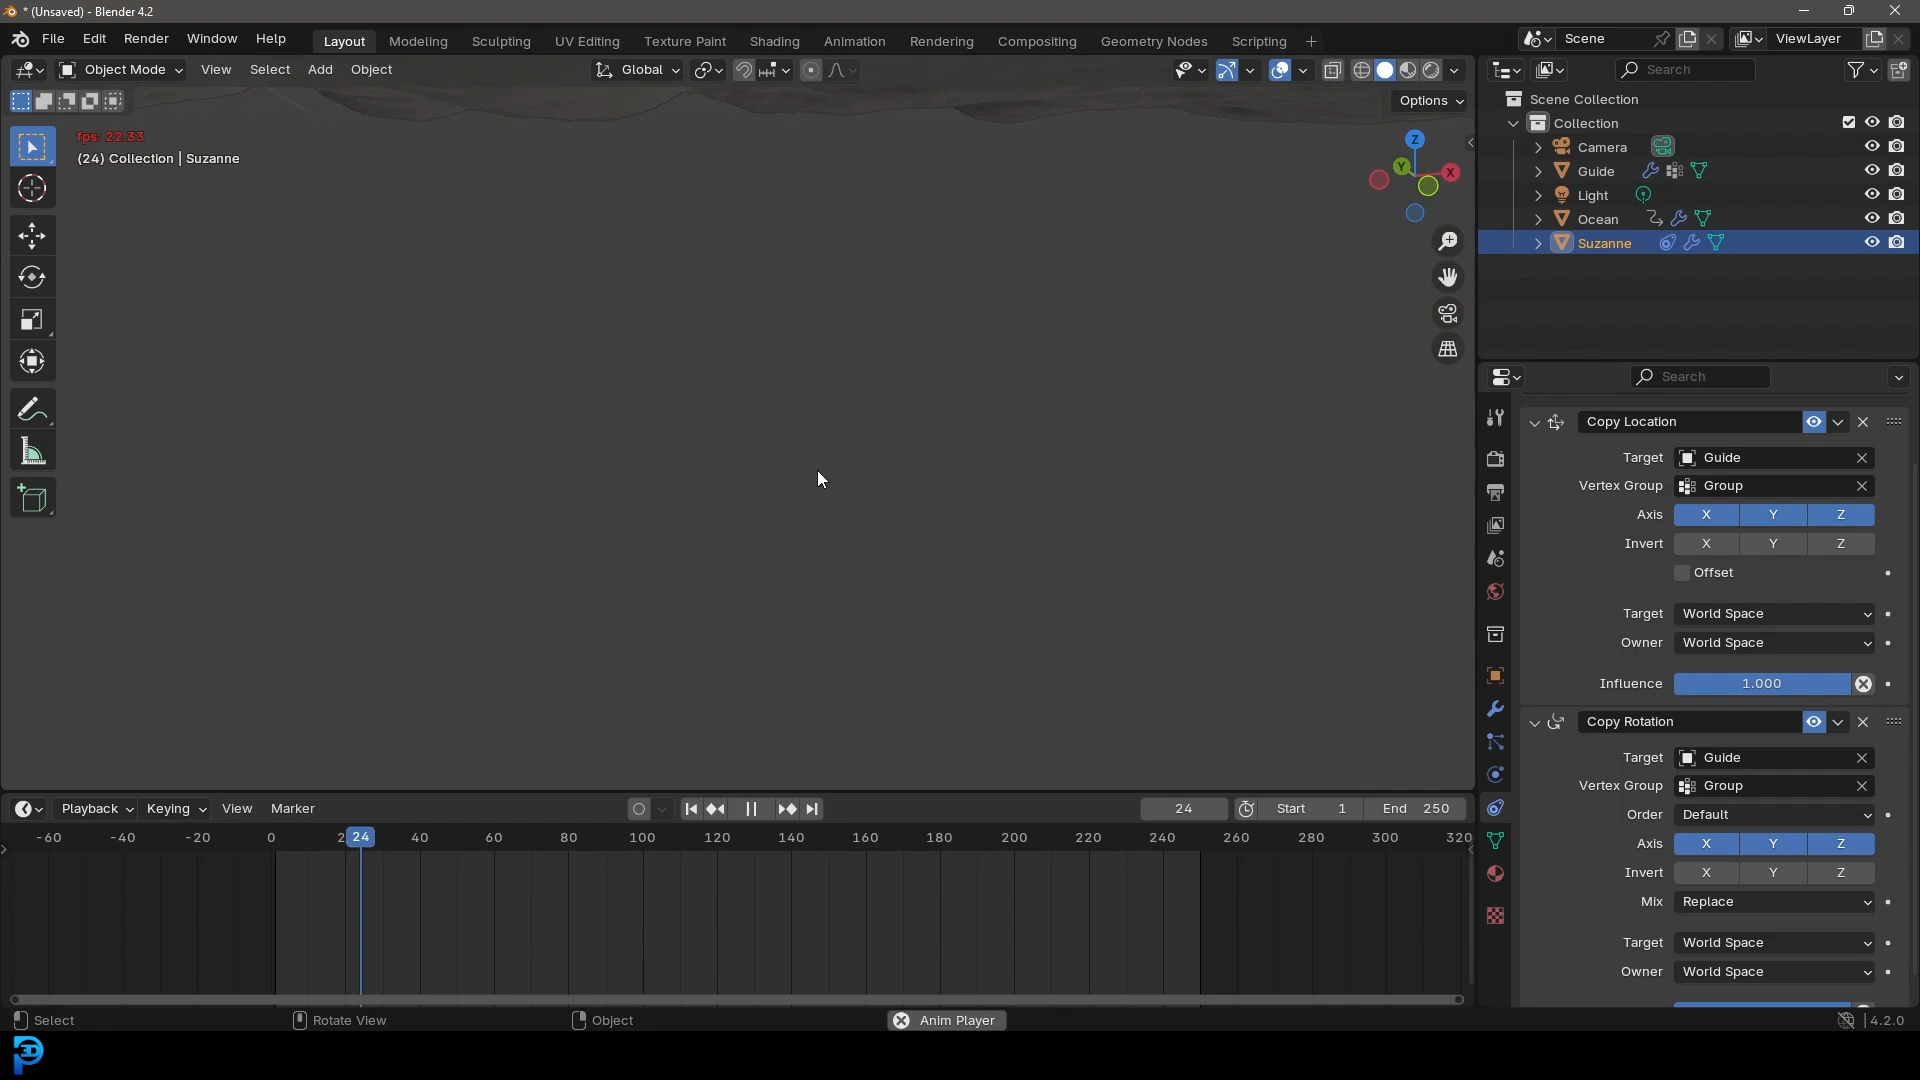 * (Unsaved) - Blender 4.2
File Edit Render Window Help
Layout Modeling Sculpting UV Editing Texture Paint Shading Animation Rendering Compositing Geometry Nodes Scripting +
Scene
ViewLayer
Object Mode View Select Add Object
Global
Search
Options
fps: 22.33
(24) Collection | Suzanne
Z
Y
X
Scene Collection
Collection
Camera
Guide
Light
Ocean
Suzanne
Search
Copy Location
Target Guide
Vertex Group Group
Axis X Y Z
Invert X Y Z
Offset
Target World Space
Owner World Space
Influence 1.000
Copy Rotation
Target Guide
Vertex Group Group
Order Default
Axis X Y Z
Invert X Y Z
Mix Replace
Target World Space
Owner World Space
Playback Keying View Marker
24
Start 1
End 250
-60 -40 -20 0 2 24 40 60 80 100 120 140 160 180 200 220 240 260 280 300 320
Select
Rotate View
Object
Anim Player
4.2.0